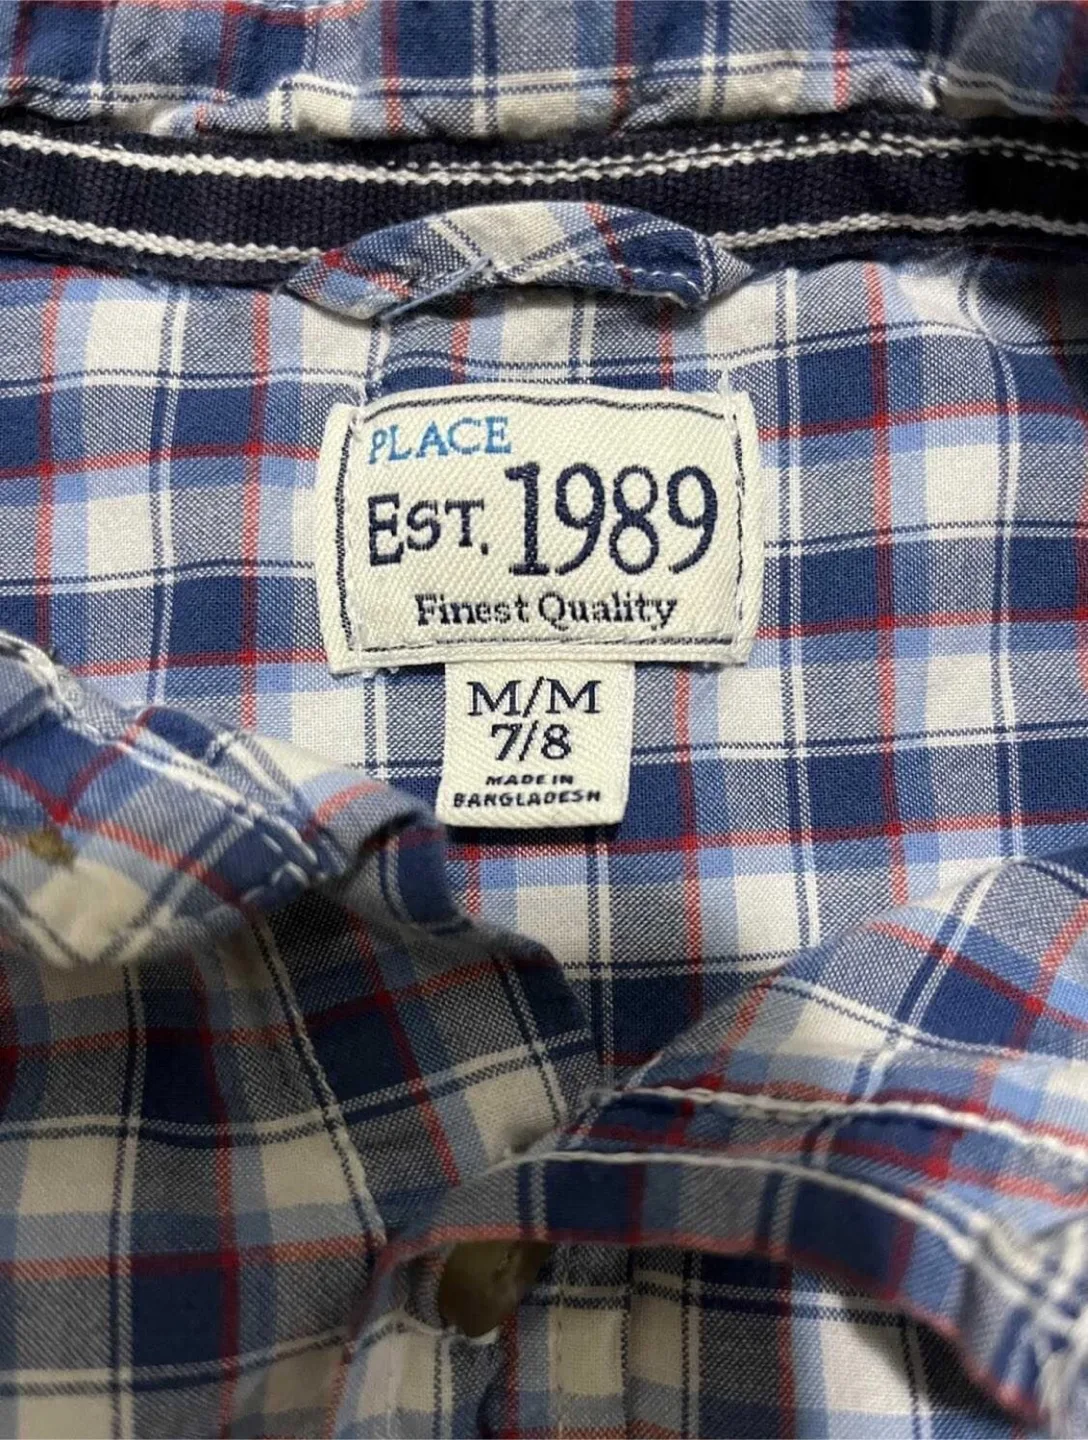 PLACE
EST. 1989
Finest Quality
M/M
7/8
MADE IN
BANGLADESH